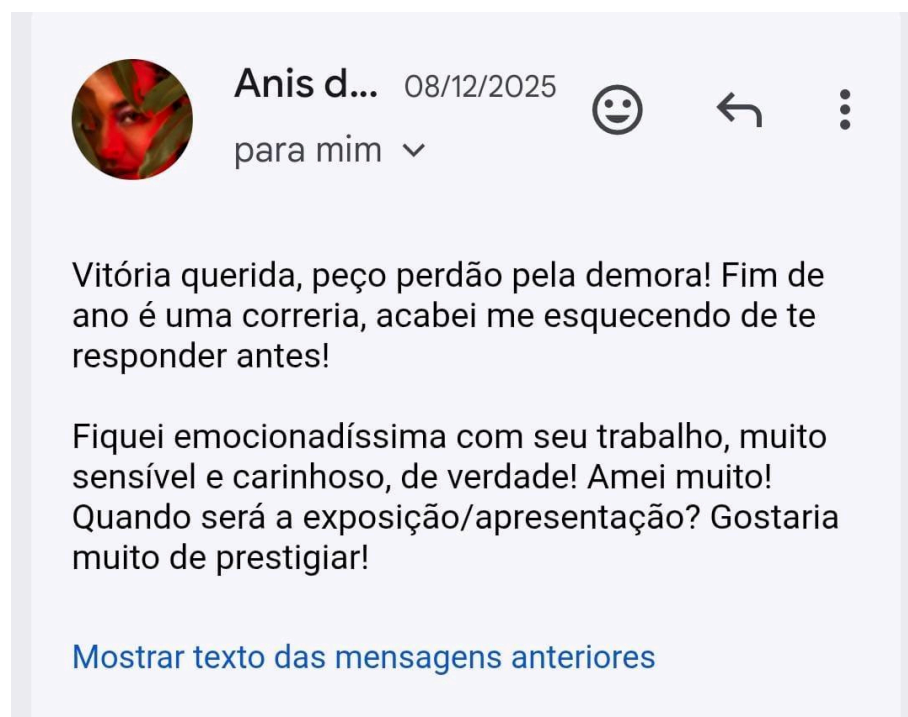 Anis d... 08/12/2025
para mim
Vitória querida, peço perdão pela demora! Fim de
ano é uma correria, acabei me esquecendo de te
responder antes!
Fiquei emocionadíssima com seu trabalho, muito
sensível e carinhoso, de verdade! Amei muito!
Quando será a exposição/apresentação? Gostaria
muito de prestigiar!
Mostrar texto das mensagens anteriores